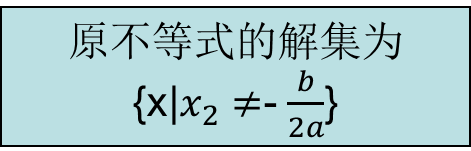 原不等式的解集为
{x|x₂ ≠- b/2a}